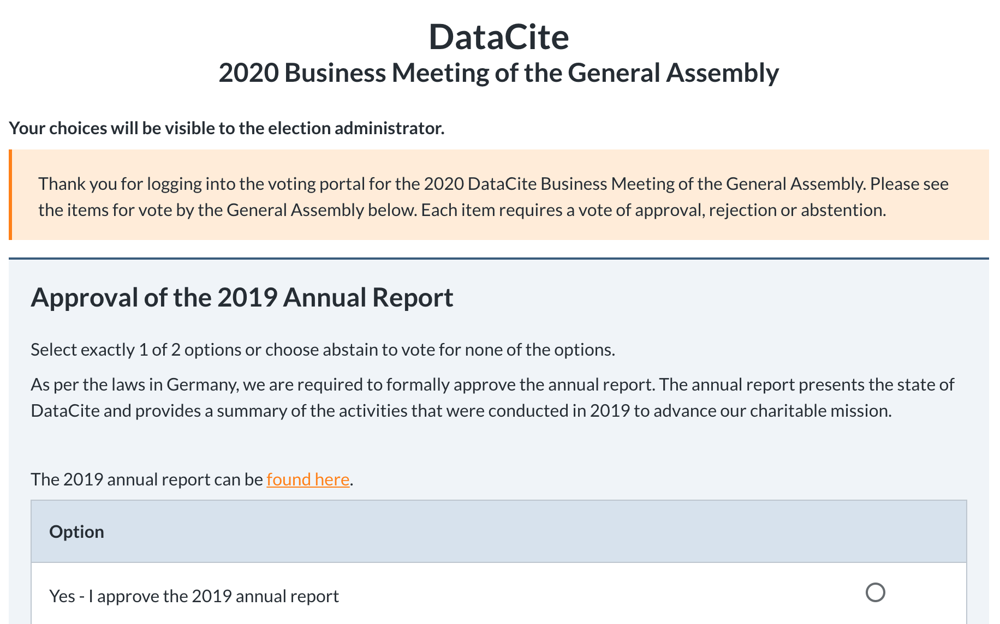 DataCite
2020 Business Meeting of the General Assembly
Your choices will be visible to the election administrator.
Thank you for logging into the voting portal for the 2020 DataCite Business Meeting of the General Assembly. Please see
the items for vote by the General Assembly below. Each item requires a vote of approval, rejection or abstention.
Approval of the 2019 Annual Report
Select exactly 1 of 2 options or choose abstain to vote for none of the options.
As per the laws in Germany, we are required to formally approve the annual report. The annual report presents the state of
DataCite and provides a summary of the activities that were conducted in 2019 to advance our charitable mission.
The 2019 annual report can be found here.
Option
Yes - I approve the 2019 annual report